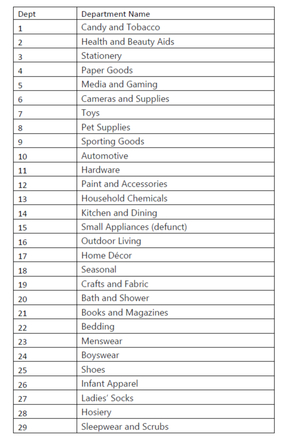 Dept Department Name
1 Candy and Tobacco
2 Health and Beauty Aids
3 Stationery
4 Paper Goods
5 Media and Gaming
6 Cameras and Supplies
7 Toys
8 Pet Supplies
9 Sporting Goods
10 Automotive
11 Hardware
12 Paint and Accessories
13 Household Chemicals
14 Kitchen and Dining
15 Small Appliances (defunct)
16 Outdoor Living
17 Home Décor
18 Seasonal
19 Crafts and Fabric
20 Bath and Shower
21 Books and Magazines
22 Bedding
23 Menswear
24 Boyswear
25 Shoes
26 Infant Apparel
27 Ladies' Socks
28 Hosiery
29 Sleepwear and Scrubs